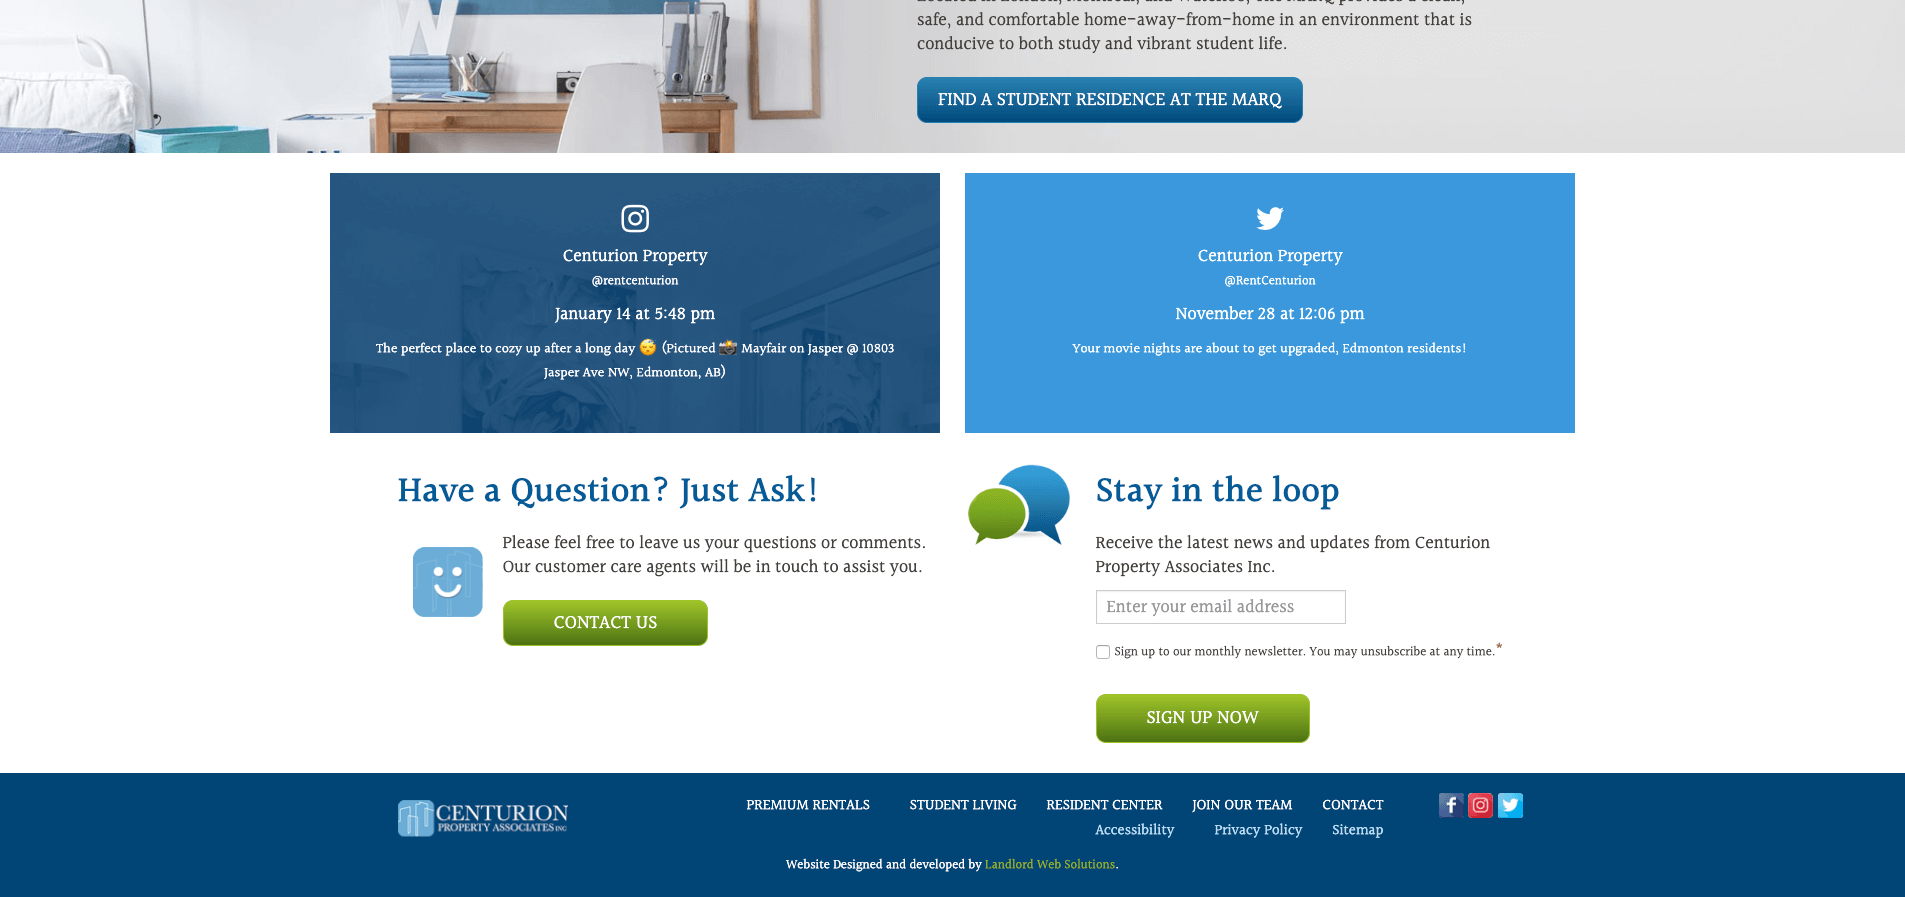 safe, and comfortable home-away-from-home in an environment that is
conducive to both study and vibrant student life.
FIND A STUDENT RESIDENCE AT THE MARQ
Centurion Property
@rentcenturion
January 14 at 5:48 pm
The perfect place to cozy up after a long day 😴 (Pictured 📸 Mayfair on Jasper @ 10803
Jasper Ave NW, Edmonton, AB)
Centurion Property
@RentCenturion
November 28 at 12:06 pm
Your movie nights are about to get upgraded, Edmonton residents!
Have a Question? Just Ask!
Please feel free to leave us your questions or comments.
Our customer care agents will be in touch to assist you.
CONTACT US
Stay in the loop
Receive the latest news and updates from Centurion
Property Associates Inc.
Enter your email address
Sign up to our monthly newsletter. You may unsubscribe at any time.*
SIGN UP NOW
CENTURION
PROPERTY ASSOCIATES INC
PREMIUM RENTALS STUDENT LIVING RESIDENT CENTER JOIN OUR TEAM CONTACT
Accessibility Privacy Policy Sitemap
Website Designed and developed by Landlord Web Solutions.